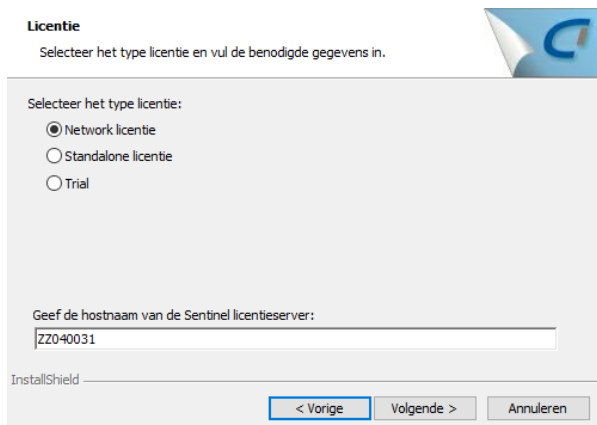 Licentie
Selecteer het type licentie en vul de benodigde gegevens in.
Selecteer het type licentie:
Network licentie
Standalone licentie
Trial
Geef de hostnaam van de Sentinel licentieserver:
ZZ040031
InstallShield
< Vorige
Volgende >
Annuleren